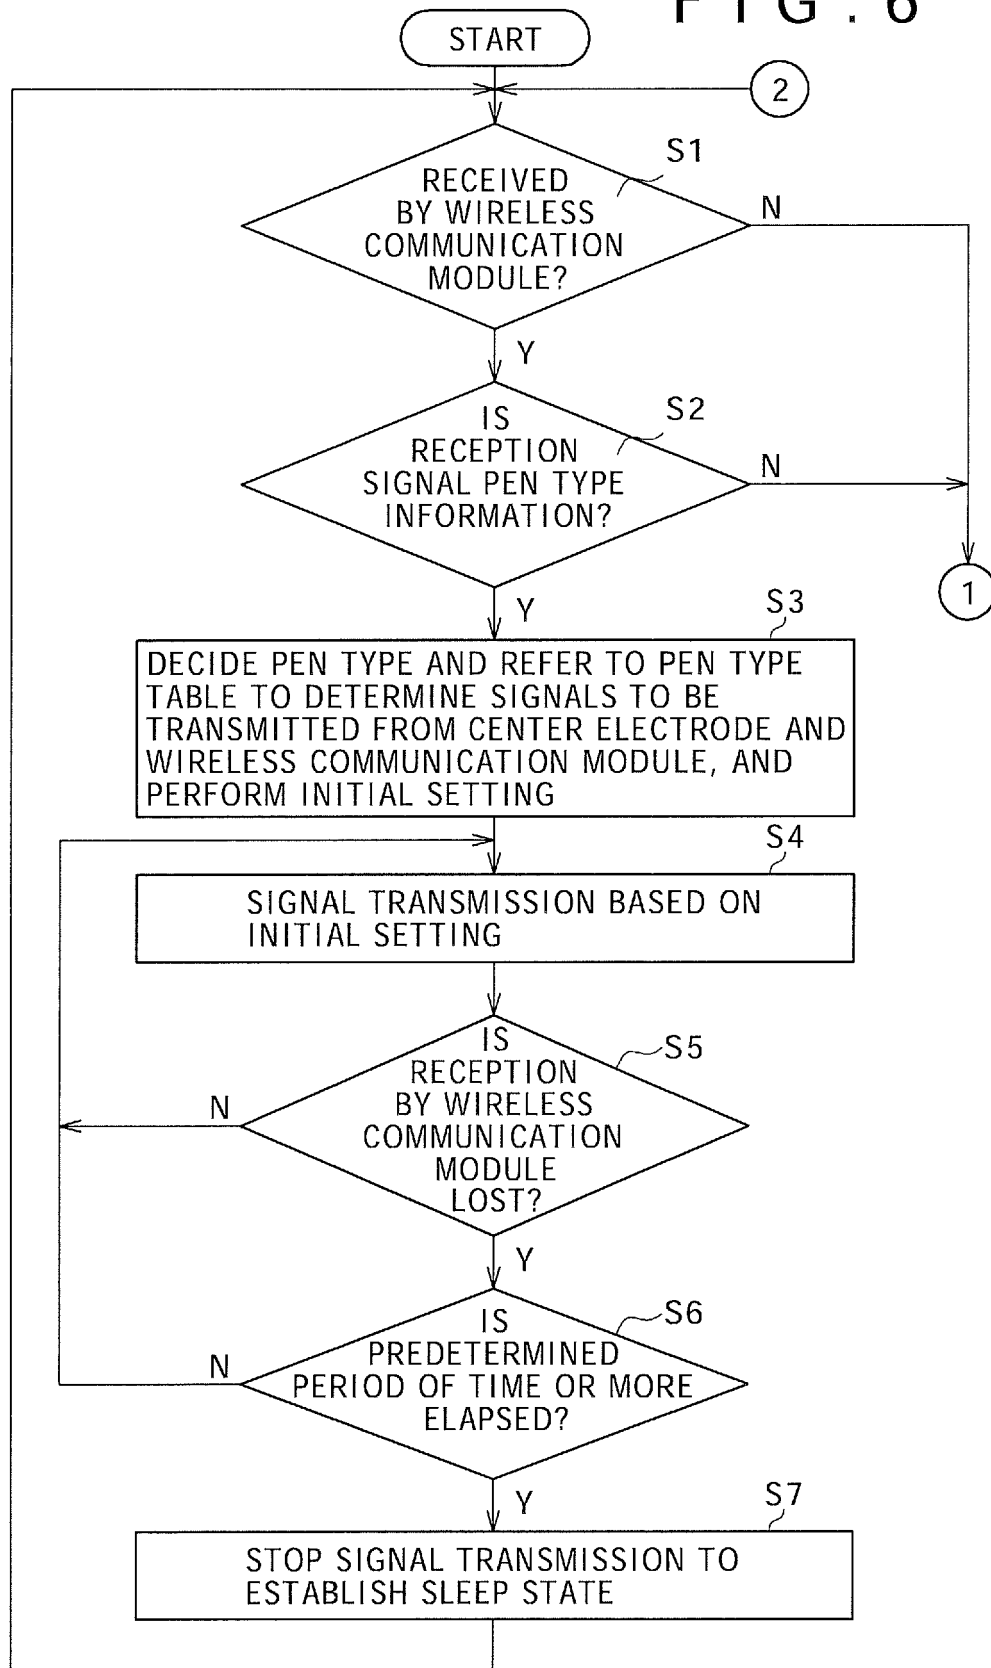 FIG. 6
START
2
S1
RECEIVED
BY WIRELESS
COMMUNICATION
MODULE?
N
Y
S2
IS
RECEPTION
SIGNAL PEN TYPE
INFORMATION?
N
1
Y
S3
DECIDE PEN TYPE AND REFER TO PEN TYPE
TABLE TO DETERMINE SIGNALS TO BE
TRANSMITTED FROM CENTER ELECTRODE AND
WIRELESS COMMUNICATION MODULE, AND
PERFORM INITIAL SETTING
S4
SIGNAL TRANSMISSION BASED ON
INITIAL SETTING
S5
IS
RECEPTION
BY WIRELESS
COMMUNICATION
MODULE
LOST?
N
Y
S6
IS
PREDETERMINED
PERIOD OF TIME OR MORE
ELAPSED?
N
Y
S7
STOP SIGNAL TRANSMISSION TO
ESTABLISH SLEEP STATE